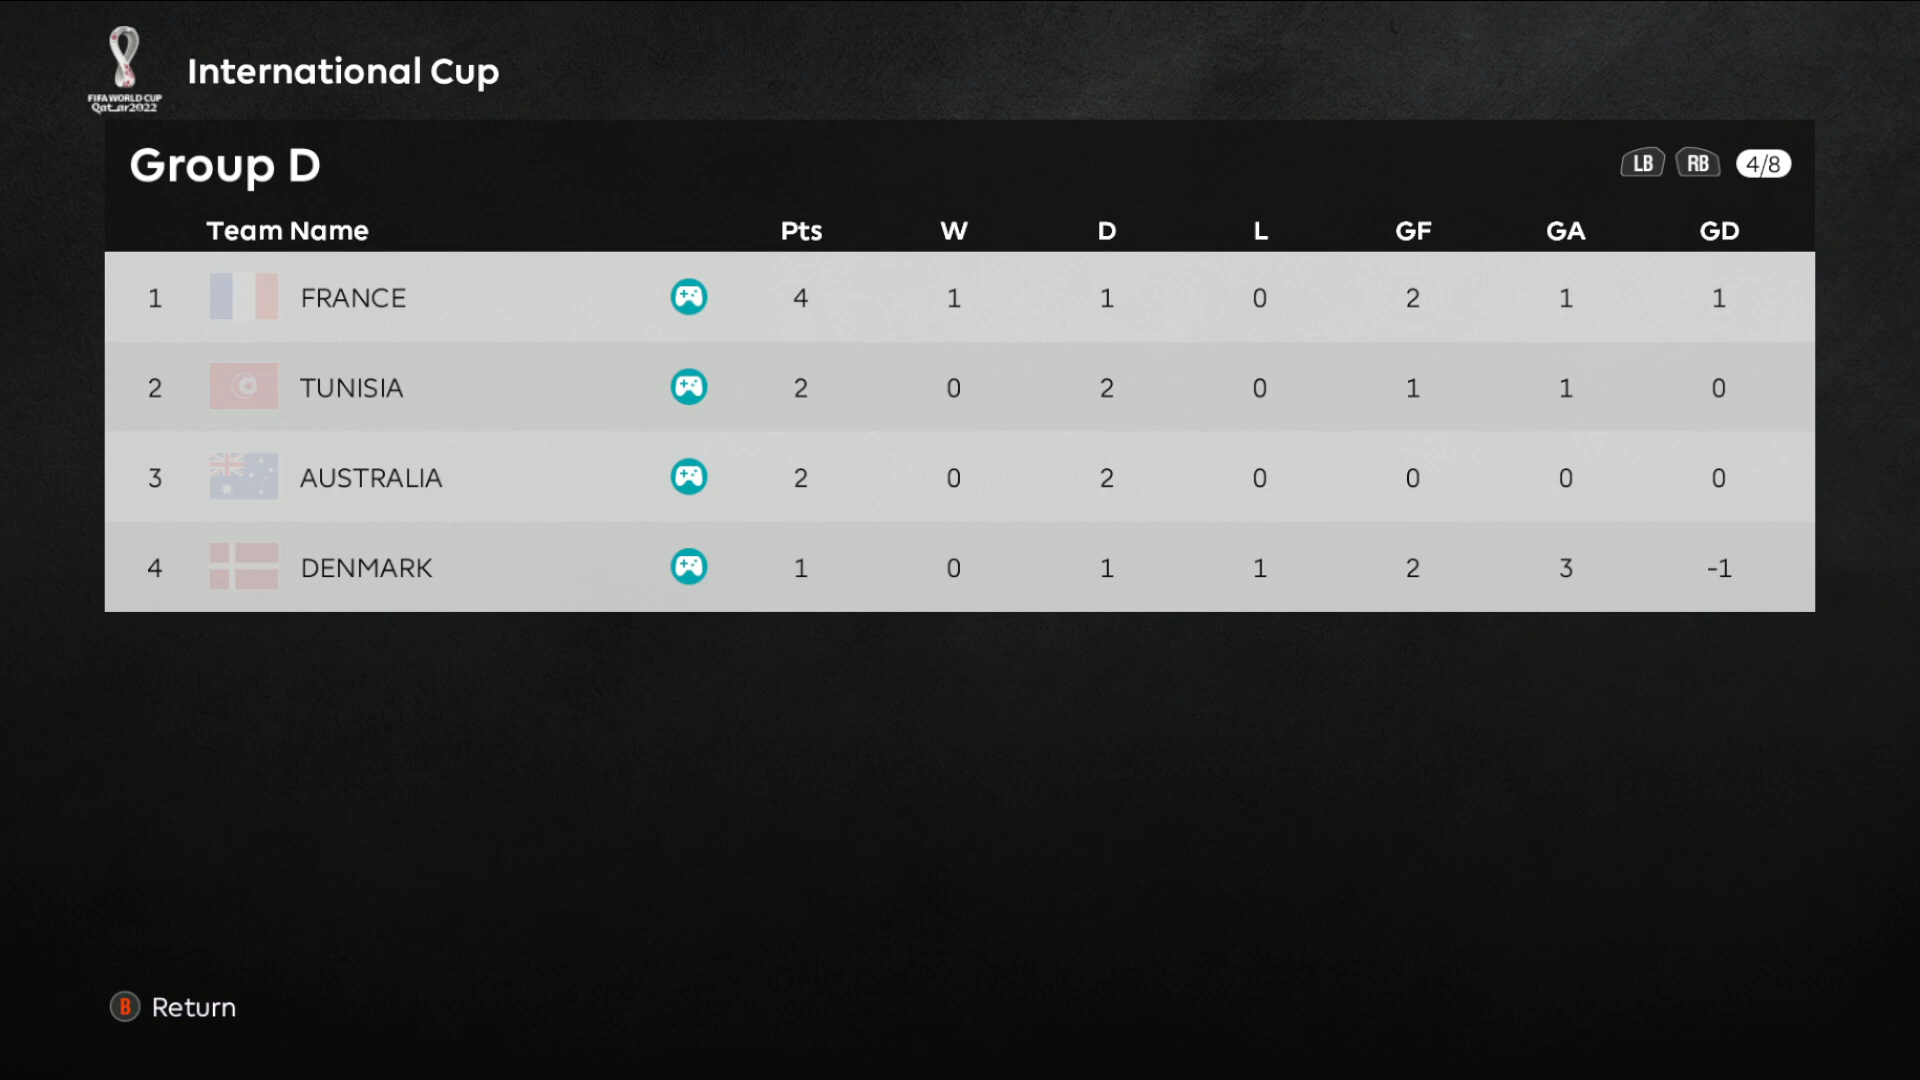 FIFA WORLD CUP
Qatar2022
International Cup
Group D
LB RB 4/8
Team Name Pts W D L GF GA GD
1 FRANCE 4 1 1 0 2 1 1
2 TUNISIA 2 0 2 0 1 1 0
3 AUSTRALIA 2 0 2 0 0 0 0
4 DENMARK 1 0 1 1 2 3 -1
B Return